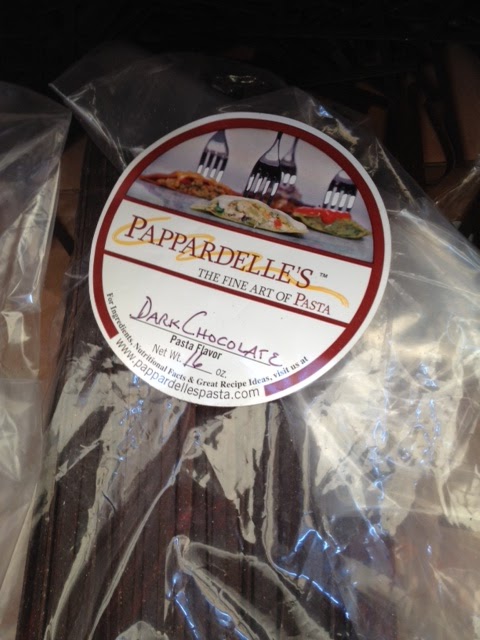 PAPPARDELLE'S ™
THE FINE ART OF PASTA
DARK CHOCOLATE
Pasta Flavor
Net Wt. 16 oz.
For Ingredients, Nutritional Facts & Great Recipe Ideas, visit us at
www.pappardellespasta.com